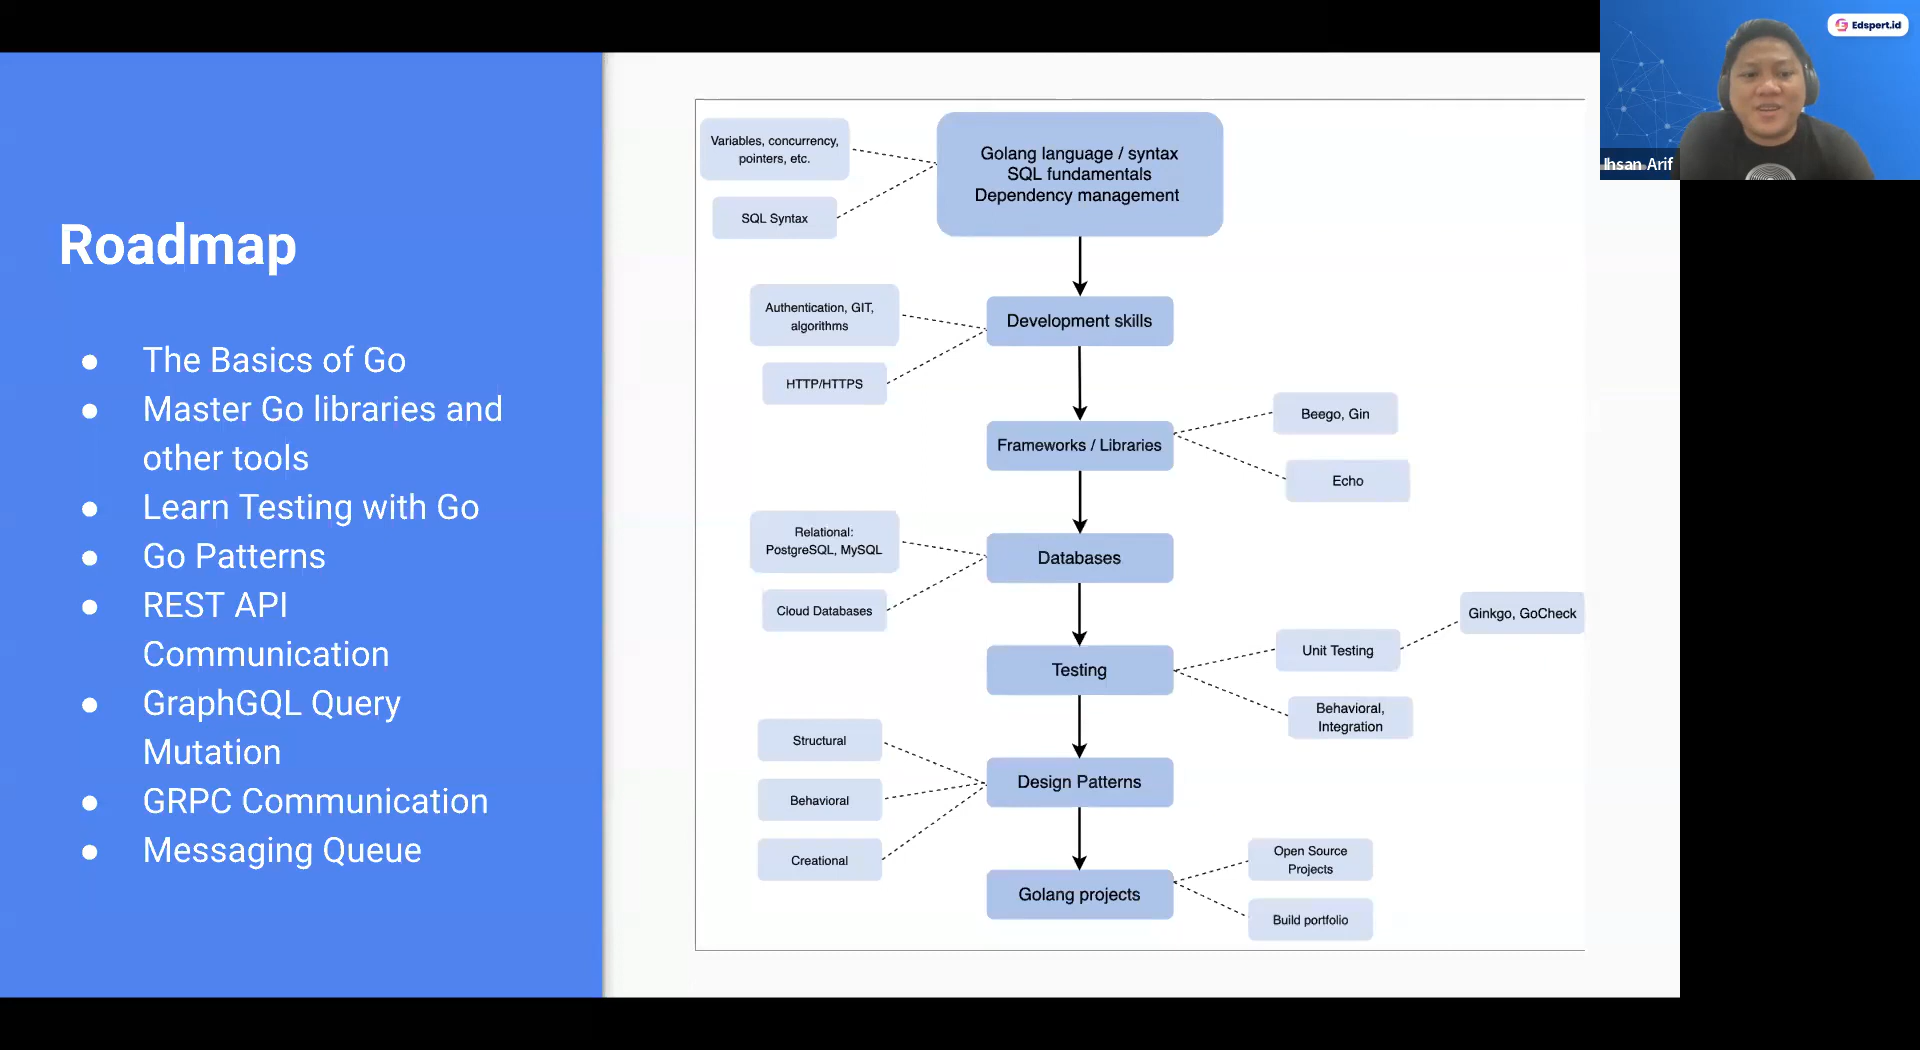 Roadmap
● The Basics of Go
● Master Go libraries and
other tools
● Learn Testing with Go
● Go Patterns
● REST API
Communication
● GraphGQL Query
Mutation
● GRPC Communication
● Messaging Queue
Variables, concurrency,
pointers, etc.
SQL Syntax
Golang language / syntax
SQL fundamentals
Dependency management
Authentication, GIT,
algorithms
HTTP/HTTPS
Development skills
Frameworks / Libraries
Beego, Gin
Echo
Relational:
PostgreSQL, MySQL
Cloud Databases
Databases
Testing
Unit Testing
Ginkgo, GoCheck
Behavioral,
Integration
Structural
Behavioral
Creational
Design Patterns
Golang projects
Open Source
Projects
Build portfolio
Edspert.id
Ihsan Arif